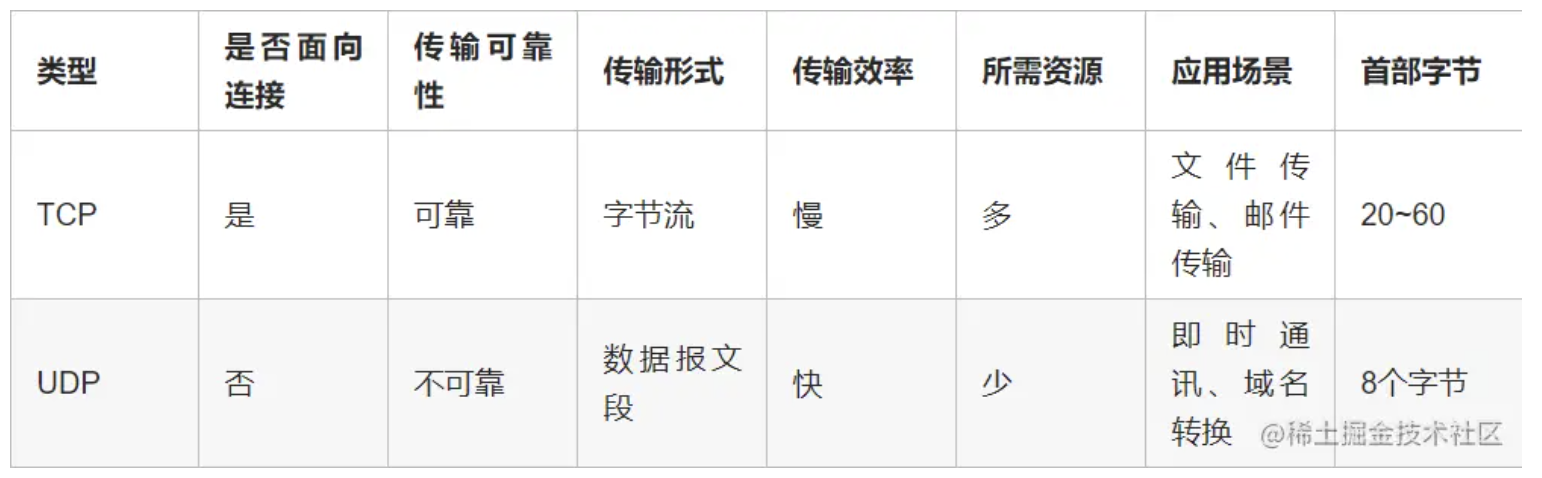 类型
是否面向
连接
传输可靠
性
传输形式
传输效率
所需资源
应用场景
首部字节
TCP
是
可靠
字节流
慢
多
文件传
输、邮件
传输
20~60
UDP
否
不可靠
数据报文
段
快
少
即时通
讯、域名
转换
8个字节
@稀土掘金技术社区